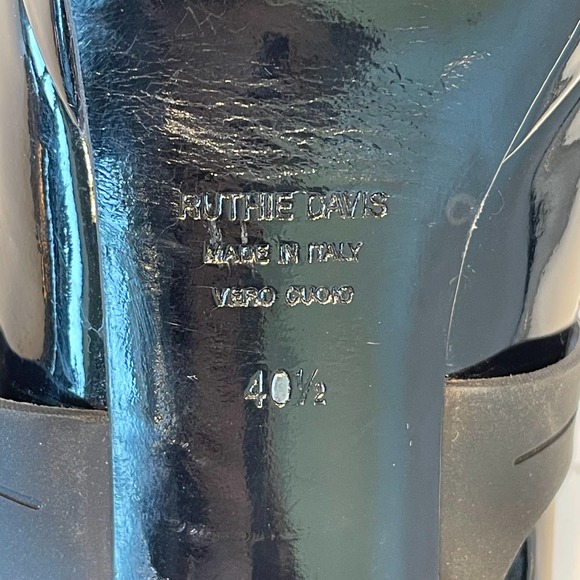 RUTHIE DAVIS
MADE IN ITALY
VERO CUOIO
40½